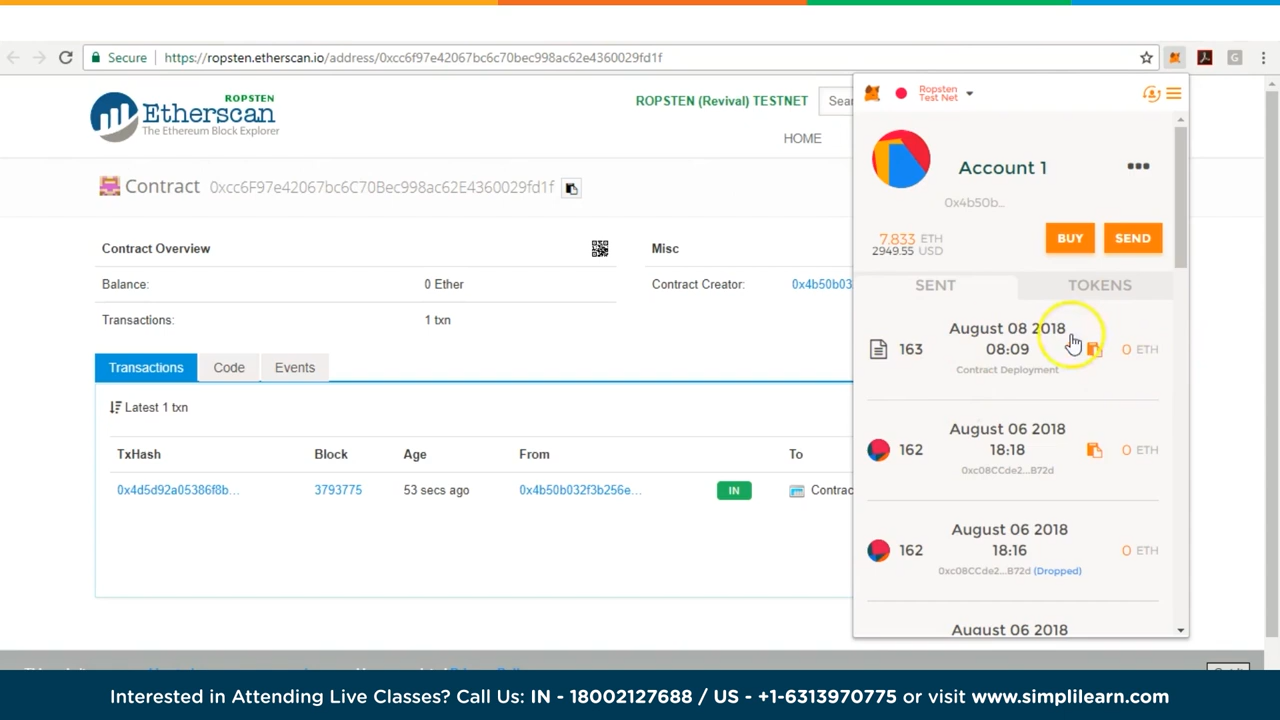 Secure
https://ropsten.etherscan.io/address/0xcc6f97e42067bc6c70bec998ac62e4360029fd1f
G
ROPSTEN
Etherscan
The Ethereum Block Explorer
ROPSTEN (Revival) TESTNET
Sear
HOME
Contract 0xcc6F97e42067bc6C70Bec998ac62E4360029fd1f
Contract Overview
Misc
Balance:
0 Ether
Contract Creator:
0x4b50b03
Transactions:
1 txn
Transactions
Code
Events
Latest 1 txn
TxHash
Block
Age
From
To
0x4d5d92a05386f8b...
3793775
53 secs ago
0x4b50b032f3b256e...
IN
Contrac
Ropsten
Test Net
Account 1
0x4b50b...
7.833 ETH
2949.55 USD
BUY
SEND
SENT
TOKENS
163
August 08 2018
08:09
Contract Deployment
0 ETH
162
August 06 2018
18:18
0xc08CCde2...B72d
0 ETH
162
August 06 2018
18:16
0xc08CCde2...B72d (Dropped)
0 ETH
August 06 2018
Interested in Attending Live Classes? Call Us: IN - 18002127688 / US - +1-6313970775 or visit www.simplilearn.com